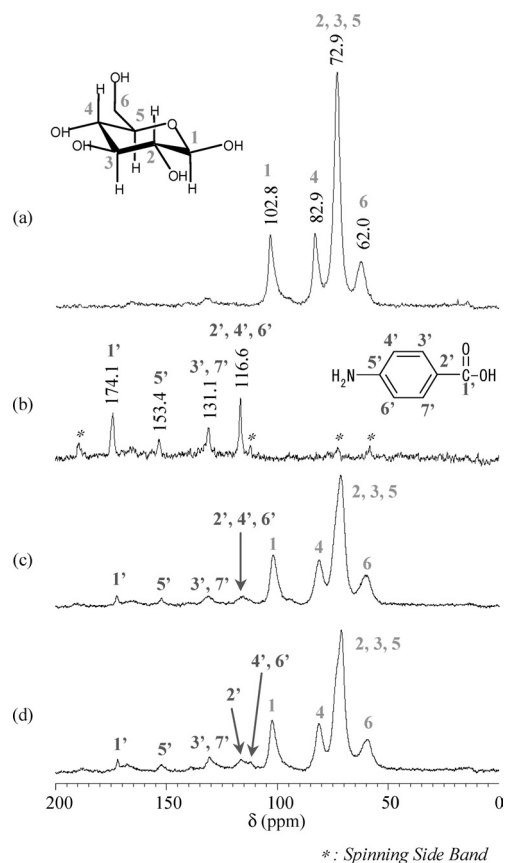 2, 3, 5
72.9
OH
6
4
H
H
5
O
1
OH
OH
OH
3
H
2
OH
H
H
1
102.8
4
82.9
6
62.0
(a)
2', 4', 6'
1'
174.1
5'
153.4
3', 7'
131.1
116.6
4'
3'
O
5'
2'
C
OH
1'
H₂N
6'
7'
(b)
*
*
*
*
2, 3, 5
2', 4', 6'
1
4
6
1'
5'
3', 7'
(c)
2, 3, 5
4', 6'
2'
1
4
6
1'
5'
3', 7'
(d)
200
150
100
50
0
δ (ppm)
* : Spinning Side Band